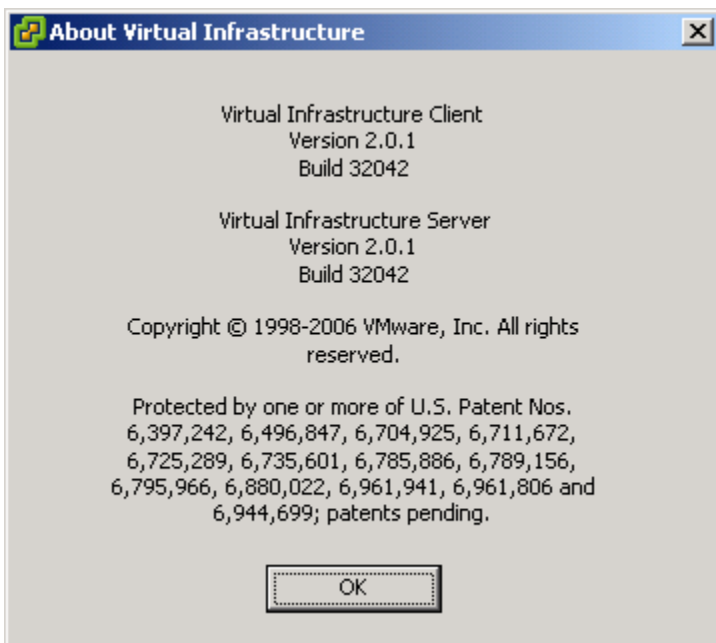 About Virtual Infrastructure
Virtual Infrastructure Client
Version 2.0.1
Build 32042
Virtual Infrastructure Server
Version 2.0.1
Build 32042
Copyright © 1998-2006 VMware, Inc. All rights
reserved.
Protected by one or more of U.S. Patent Nos.
6,397,242, 6,496,847, 6,704,925, 6,711,672,
6,725,289, 6,735,601, 6,785,886, 6,789,156,
6,795,966, 6,880,022, 6,961,941, 6,961,806 and
6,944,699; patents pending.
OK